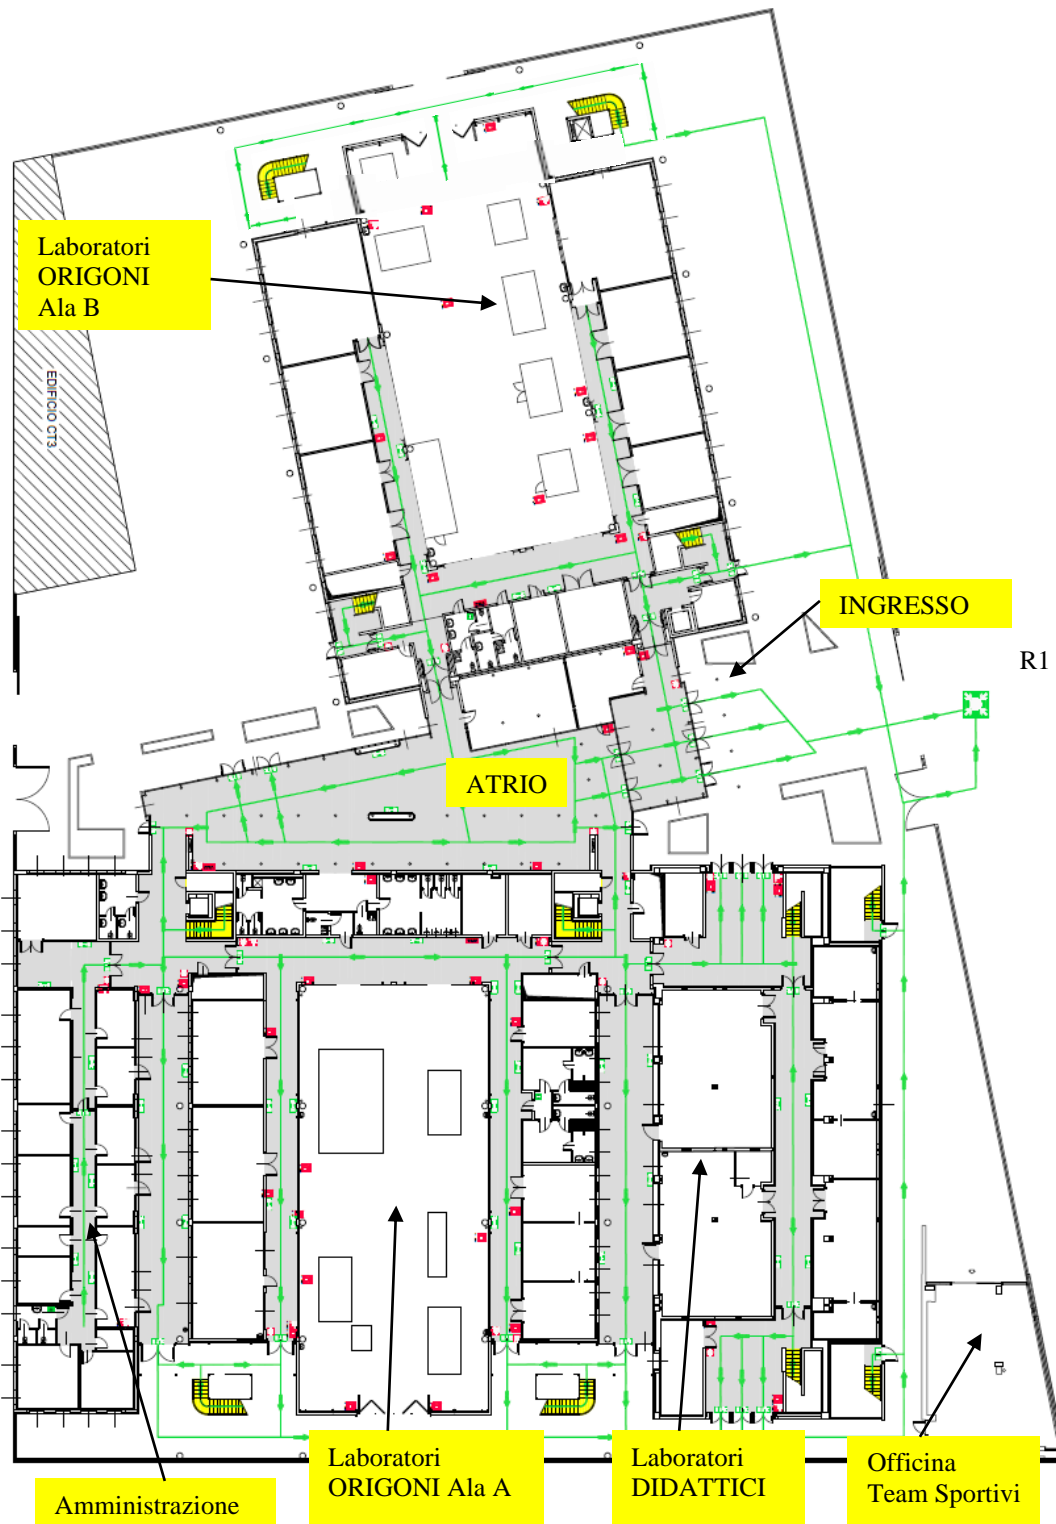 Laboratori
ORIGONI
Ala B
EDIFICIO CT3
INGRESSO
R1
ATRIO
Laboratori
ORIGONI Ala A
Laboratori
DIDATTICI
Officina
Team Sportivi
Amministrazione